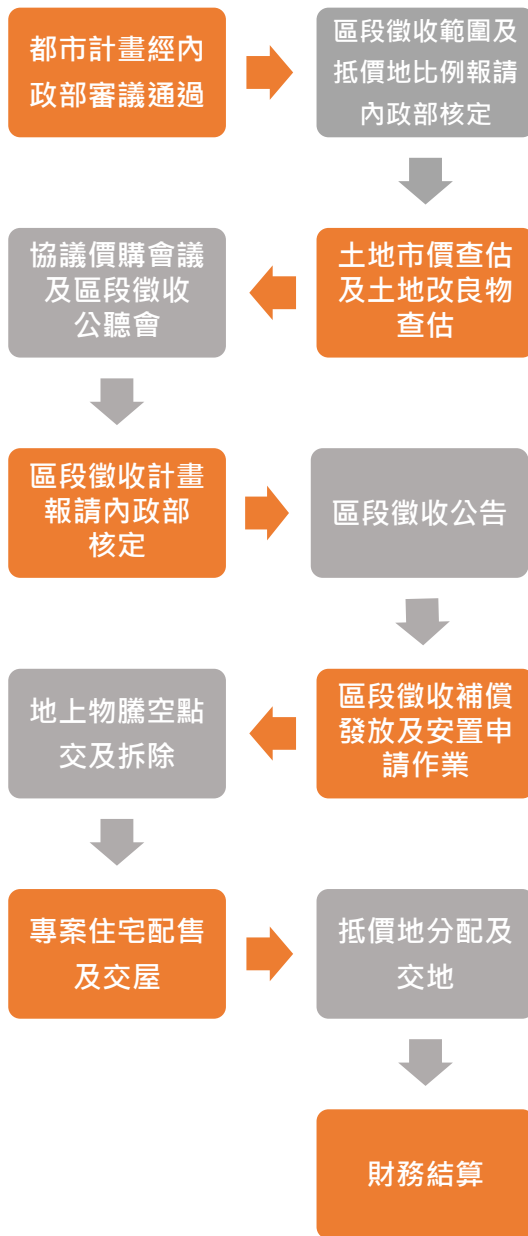 都市計畫經內
政部審議通過
區段徵收範圍及
抵價地比例報請
內政部核定
土地市價查估
及土地改良物
查估
協議價購會議
及區段徵收
公聽會
區段徵收計畫
報請內政部
核定
區段徵收公告
區段徵收補償
發放及安置申
請作業
地上物騰空點
交及拆除
專案住宅配售
及交屋
抵價地分配及
交地
財務結算